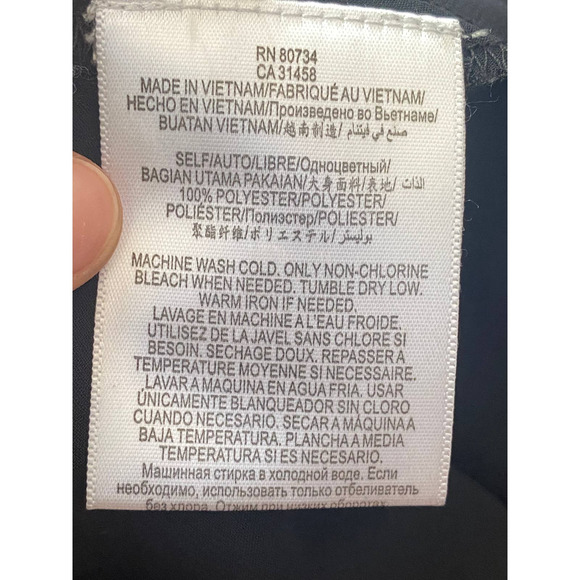 RN 80734
CA 31458
MADE IN VIETNAM/FABRIQUÉ AU VIETNAM/
HECHO EN VIETNAM/Произведено во Вьетнаме/
BUATAN VIETNAM/越南制造/صنع في فيتنام/
SELF/AUTO/LIBRE/Одноцветный/
BAGIAN UTAMA PAKAIAN/大身面料/表地/الذات/
100% POLYESTER/POLYESTER/
POLIÉSTER/Полиэстер/POLIESTER/
聚酯纤维/ポリエステル/بوليستر/
MACHINE WASH COLD. ONLY NON-CHLORINE
BLEACH WHEN NEEDED. TUMBLE DRY LOW.
WARM IRON IF NEEDED.
LAVAGE EN MACHINE A L'EAU FROIDE.
UTILISEZ DE LA JAVEL SANS CHLORE SI
BESOIN. SECHAGE DOUX. REPASSER A
TEMPERATURE MOYENNE SI NECESSAIRE.
LAVAR A MAQUINA EN AGUA FRIA. USAR
ÚNICAMENTE BLANQUEADOR SIN CLORO
CUANDO NECESARIO. SECAR A MÁQUINA A
BAJA TEMPERATURA. PLANCHA A MEDIA
TEMPERATURA SI ES NECESARIO.
Машинная стирка в холодной воде. Если
необходимо, использовать только отбеливатель
без хлора. Отжим при низких оборотах.